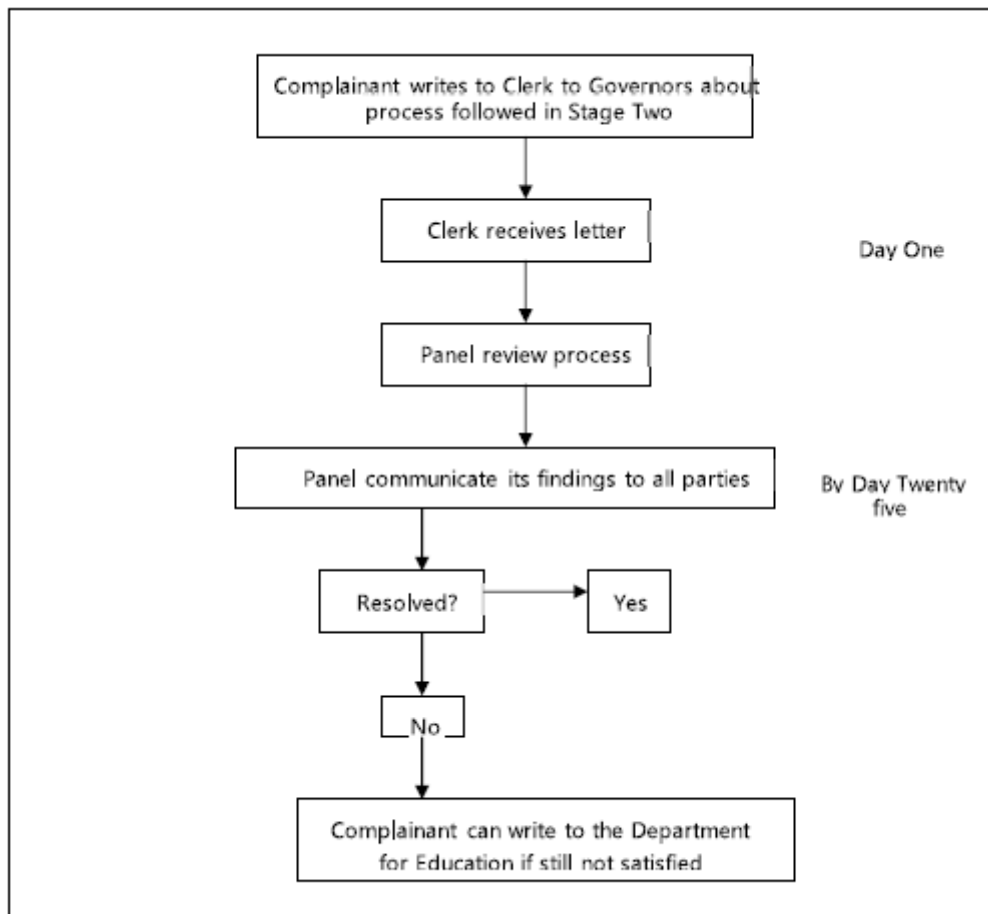 Complainant writes to Clerk to Governors about
process followed in Stage Two
Clerk receives letter
Day One
Panel review process
Panel communicate its findings to all parties
By Day Twenty
five
Resolved?
Yes
No
Complainant can write to the Department
for Education if still not satisfied